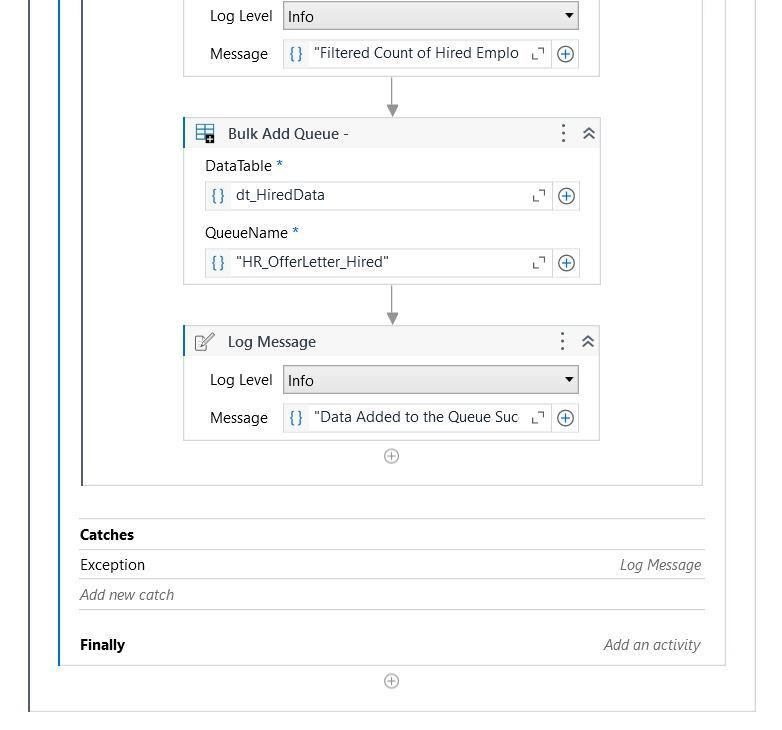 Log Level Info
Message "Filtered Count of Hired Emplo
Bulk Add Queue -
DataTable *
{} dt_HiredData
QueueName *
{} "HR_OfferLetter_Hired"
Log Message
Log Level Info
Message {} "Data Added to the Queue Suc
Catches
Exception Log Message
Add new catch
Finally Add an activity